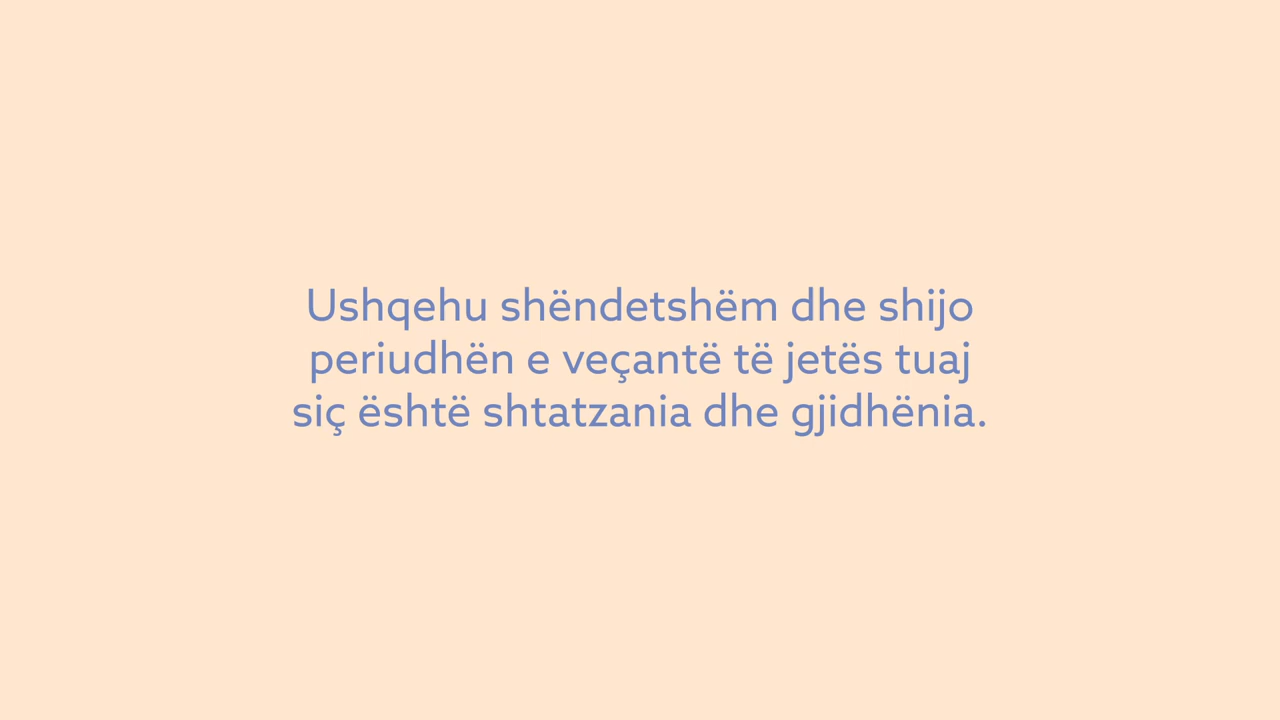 Ushqehu shëndetshëm dhe shijo
periudhën e veçantë të jetës tuaj
siç është shtatzania dhe gjidhënia.